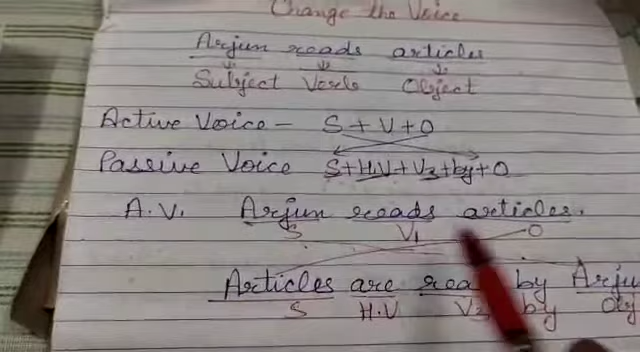 Change the Voice
Arjun reads articles
Subject Verb Object
Active Voice - S + V + O
Passive Voice S + H.V + V3 + by + O
A.V. Arjun reads articles.
S V1 O
Articles are read by Arju
S H.V V3 by Obj